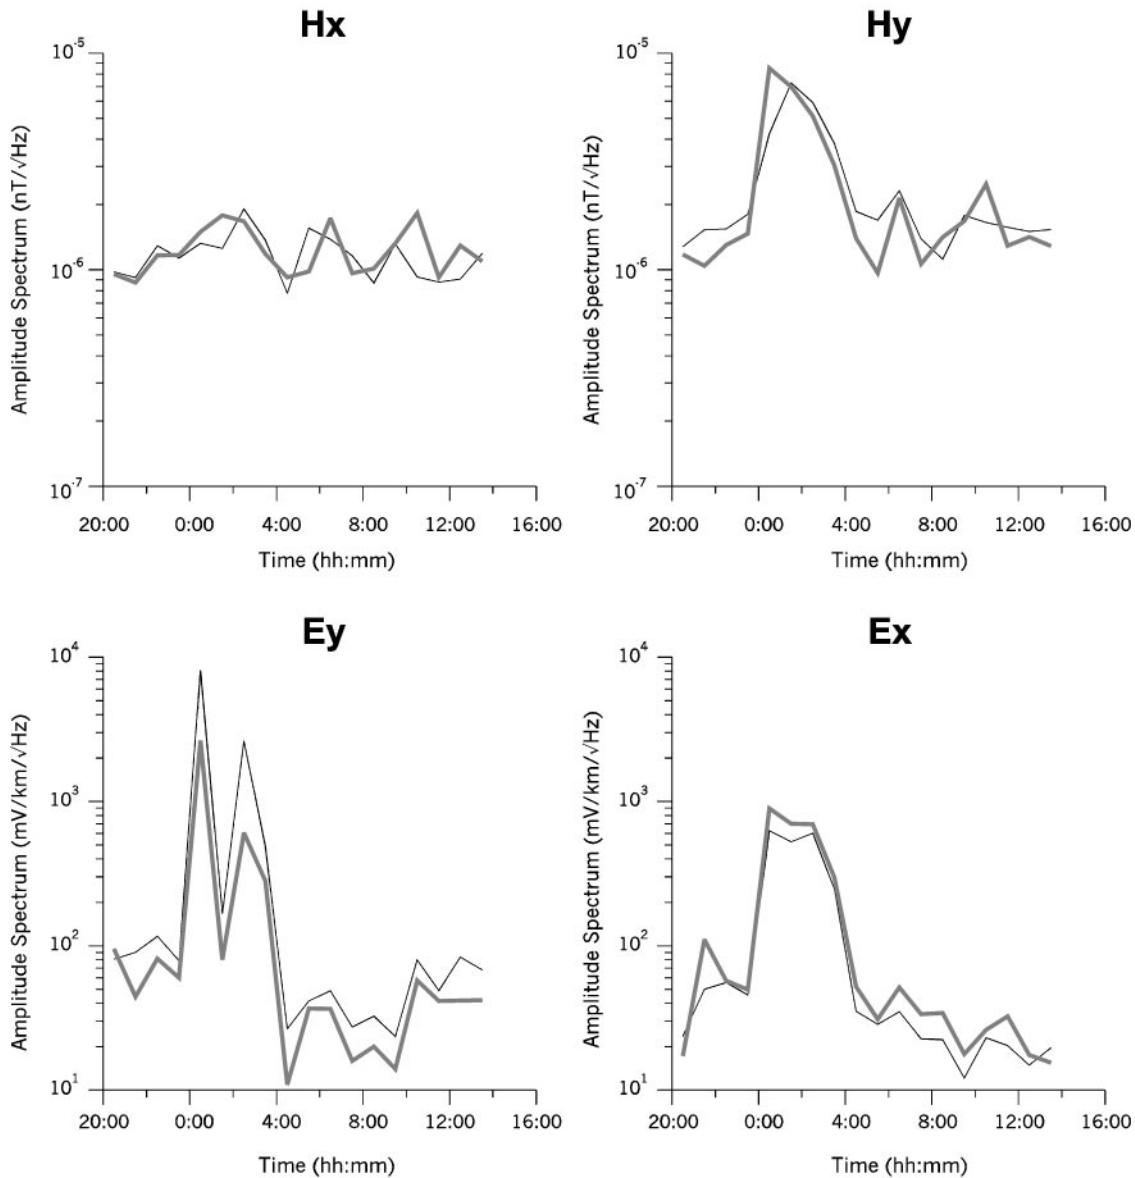 Hx
Amplitude Spectrum (nT/√Hz)
10⁻⁵
10⁻⁶
10⁻⁷
20:00 0:00 4:00 8:00 12:00 16:00
Time (hh:mm)
Hy
Amplitude Spectrum (nT/√Hz)
10⁻⁵
10⁻⁶
10⁻⁷
20:00 0:00 4:00 8:00 12:00 16:00
Time (hh:mm)
Ey
Amplitude Spectrum (mV/km/√Hz)
10⁴
10³
10²
10¹
20:00 0:00 4:00 8:00 12:00 16:00
Time (hh:mm)
Ex
Amplitude Spectrum (mV/km/√Hz)
10⁴
10³
10²
10¹
20:00 0:00 4:00 8:00 12:00 16:00
Time (hh:mm)